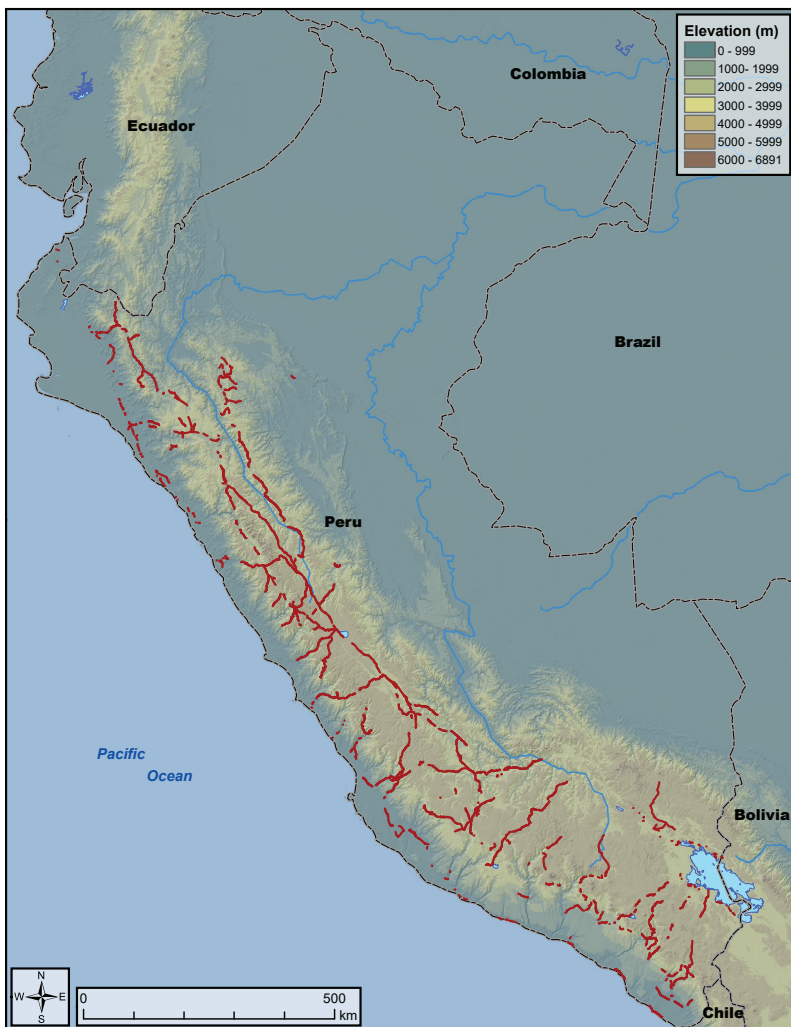 Elevation (m)
0 - 999
1000- 1999
2000 - 2999
3000 - 3999
4000 - 4999
5000 - 5999
6000 - 6891
Colombia
Ecuador
Brazil
Peru
Pacific
Ocean
Bolivia
Chile
N
W
E
S
0
500
km